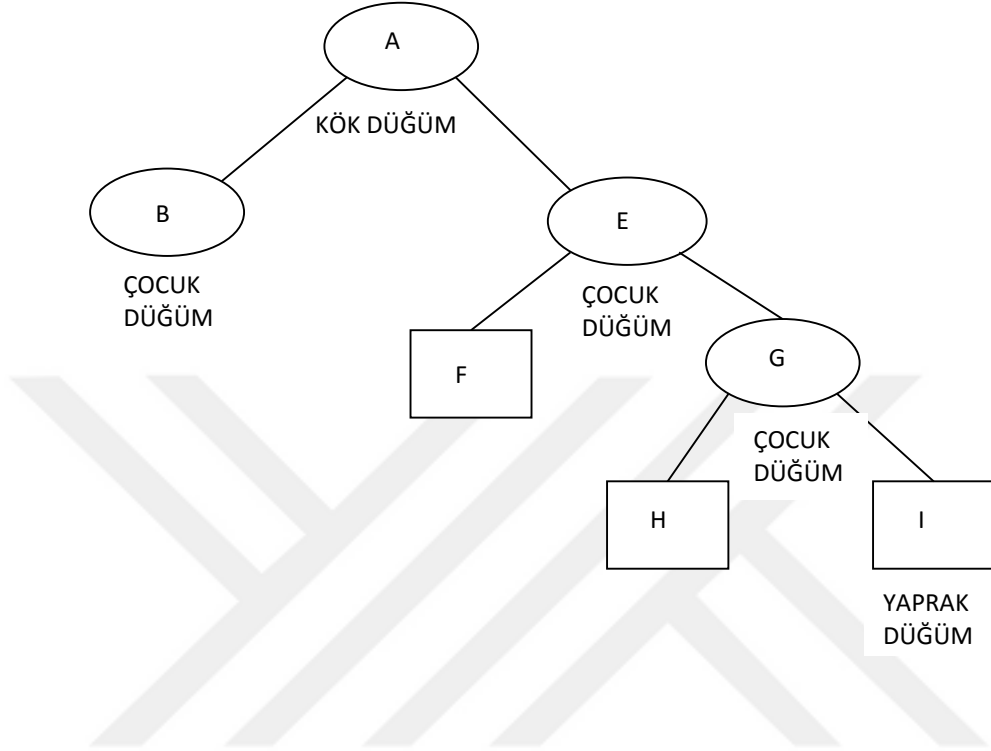 A
KÖK DÜĞÜM
B
E
ÇOCUK
DÜĞÜM
ÇOCUK
DÜĞÜM
F
G
ÇOCUK
DÜĞÜM
H
I
YAPRAK
DÜĞÜM